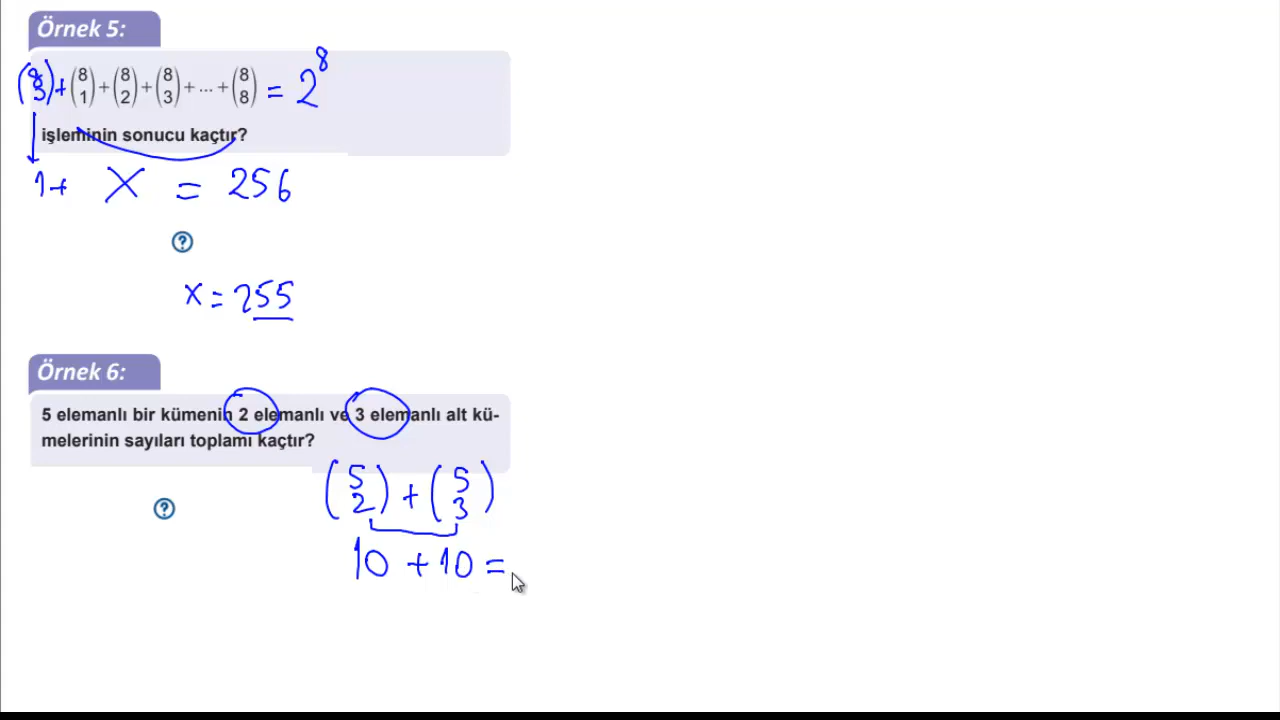 Örnek 5:
(8 0) + (8 1) + (8 2) + (8 3) + ... + (8 8) = 2^8
işleminin sonucu kaçtır?
1 + X = 256
?
x = 255
Örnek 6:
5 elemanlı bir kümenin 2 elemanlı ve 3 elemanlı alt kü-
melerinin sayıları toplamı kaçtır?
(5 2) + (5 3)
?
10 + 10 =